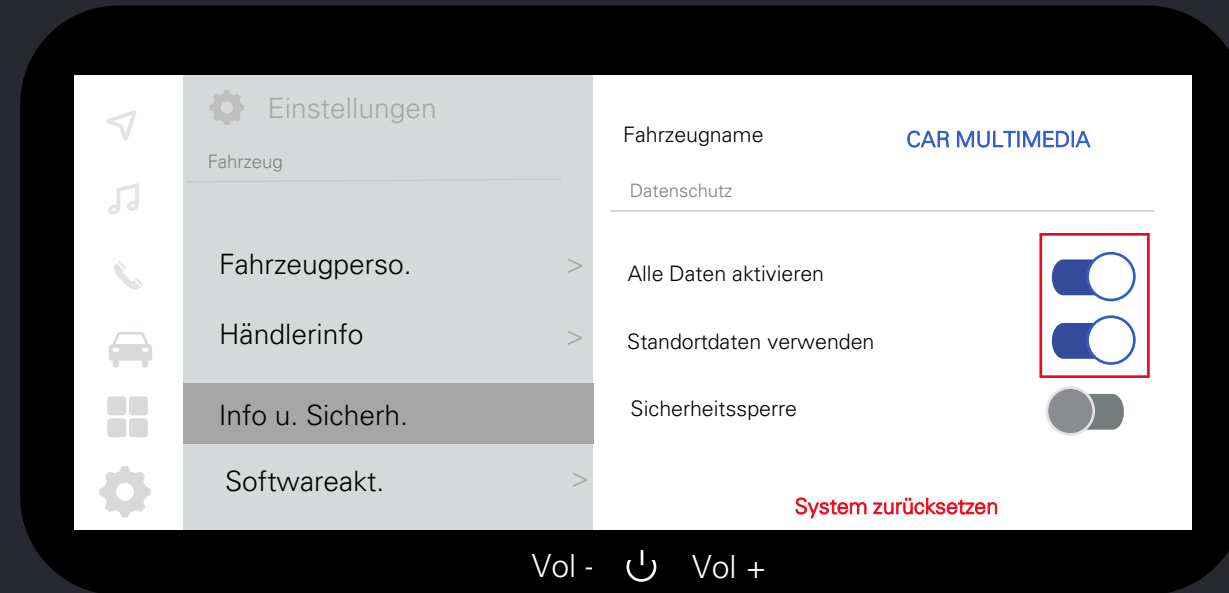 Einstellungen
Fahrzeug
Fahrzeugperso. >
Händlerinfo >
Info u. Sicherh.
Softwareakt. >
Fahrzeugname CAR MULTIMEDIA
Datenschutz
Alle Daten aktivieren
Standortdaten verwenden
Sicherheitssperre
System zurücksetzen
Vol - Vol +